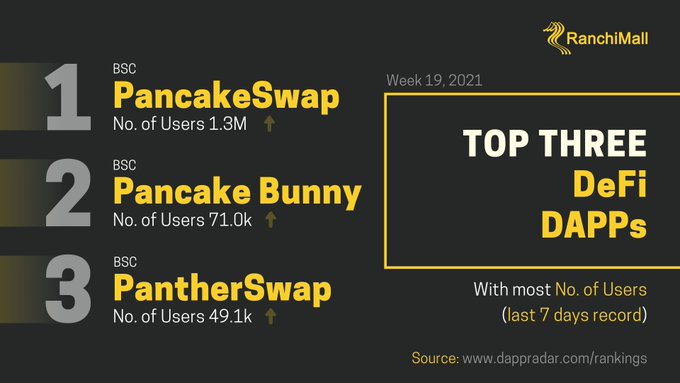 RanchiMall
1
BSC
PancakeSwap
No. of Users 1.3M
2
BSC
Pancake Bunny
No. of Users 71.0k
3
BSC
PantherSwap
No. of Users 49.1k
Week 19, 2021
TOP THREE
DeFi
DAPPs
With most No. of Users
(last 7 days record)
Source: www.dappradar.com/rankings